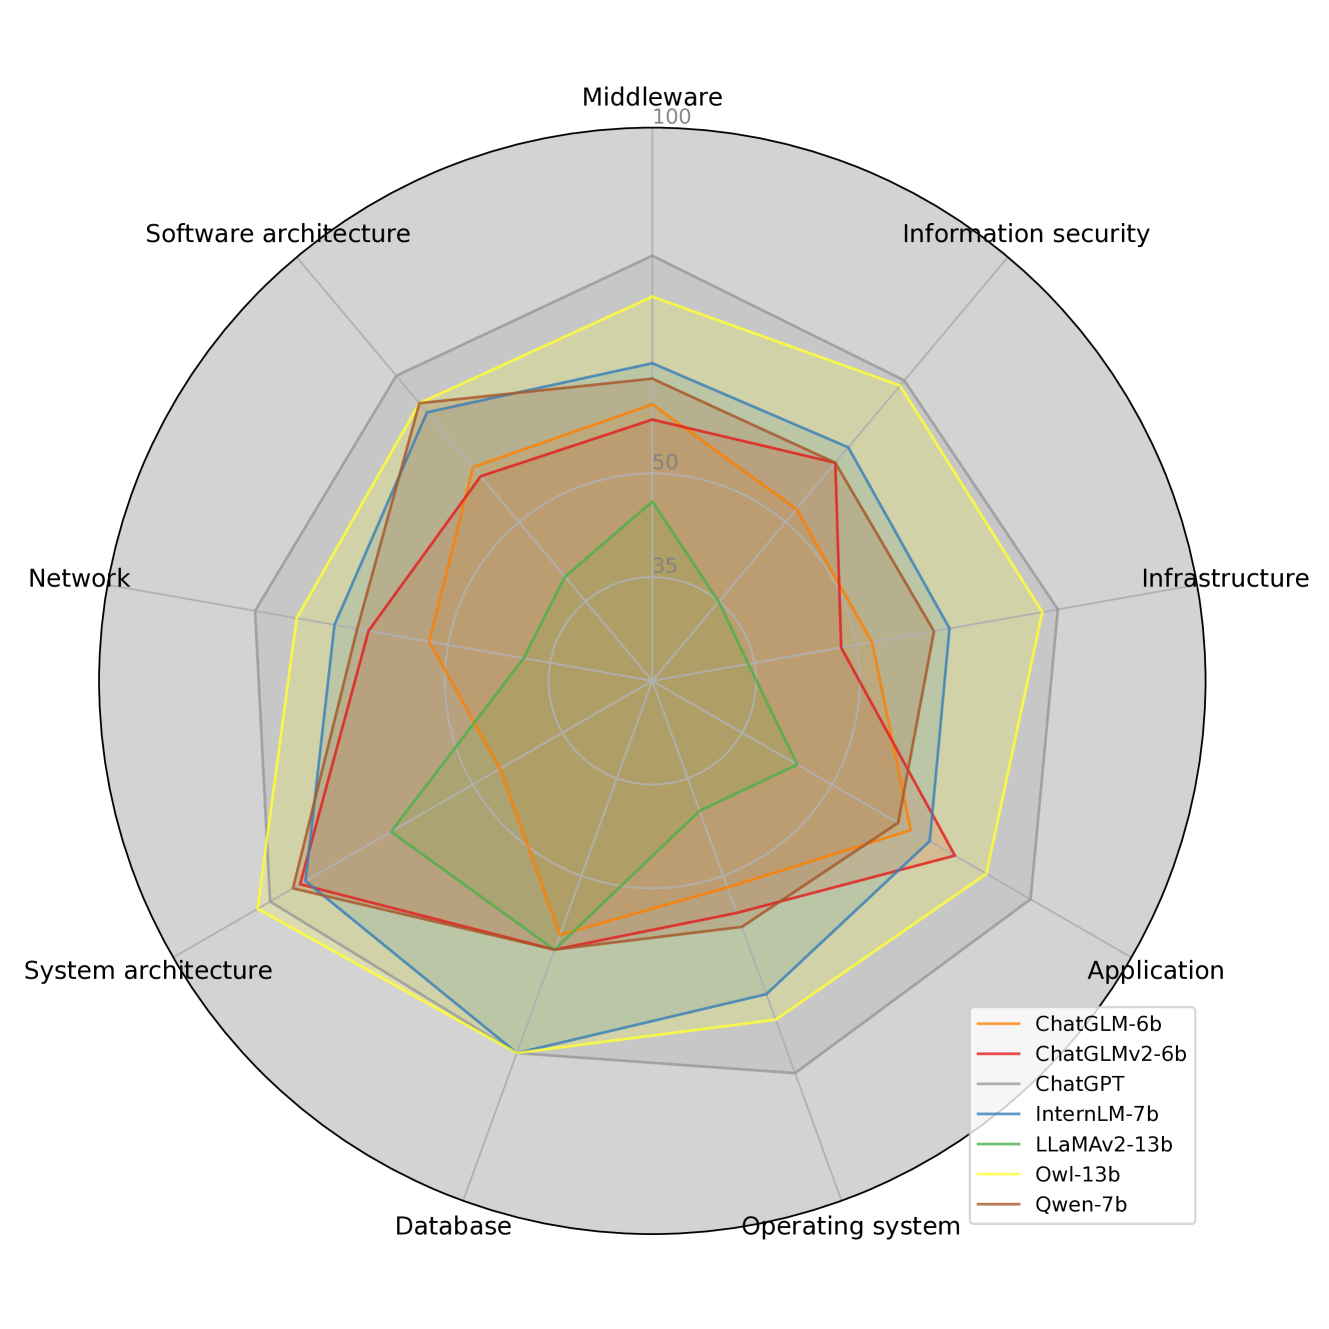 Middleware
100
Software architecture
Information security
50
35
Network
Infrastructure
System architecture
Application
Database
Operating system
ChatGLM-6b
ChatGLMv2-6b
ChatGPT
InternLM-7b
LLaMAv2-13b
Owl-13b
Qwen-7b